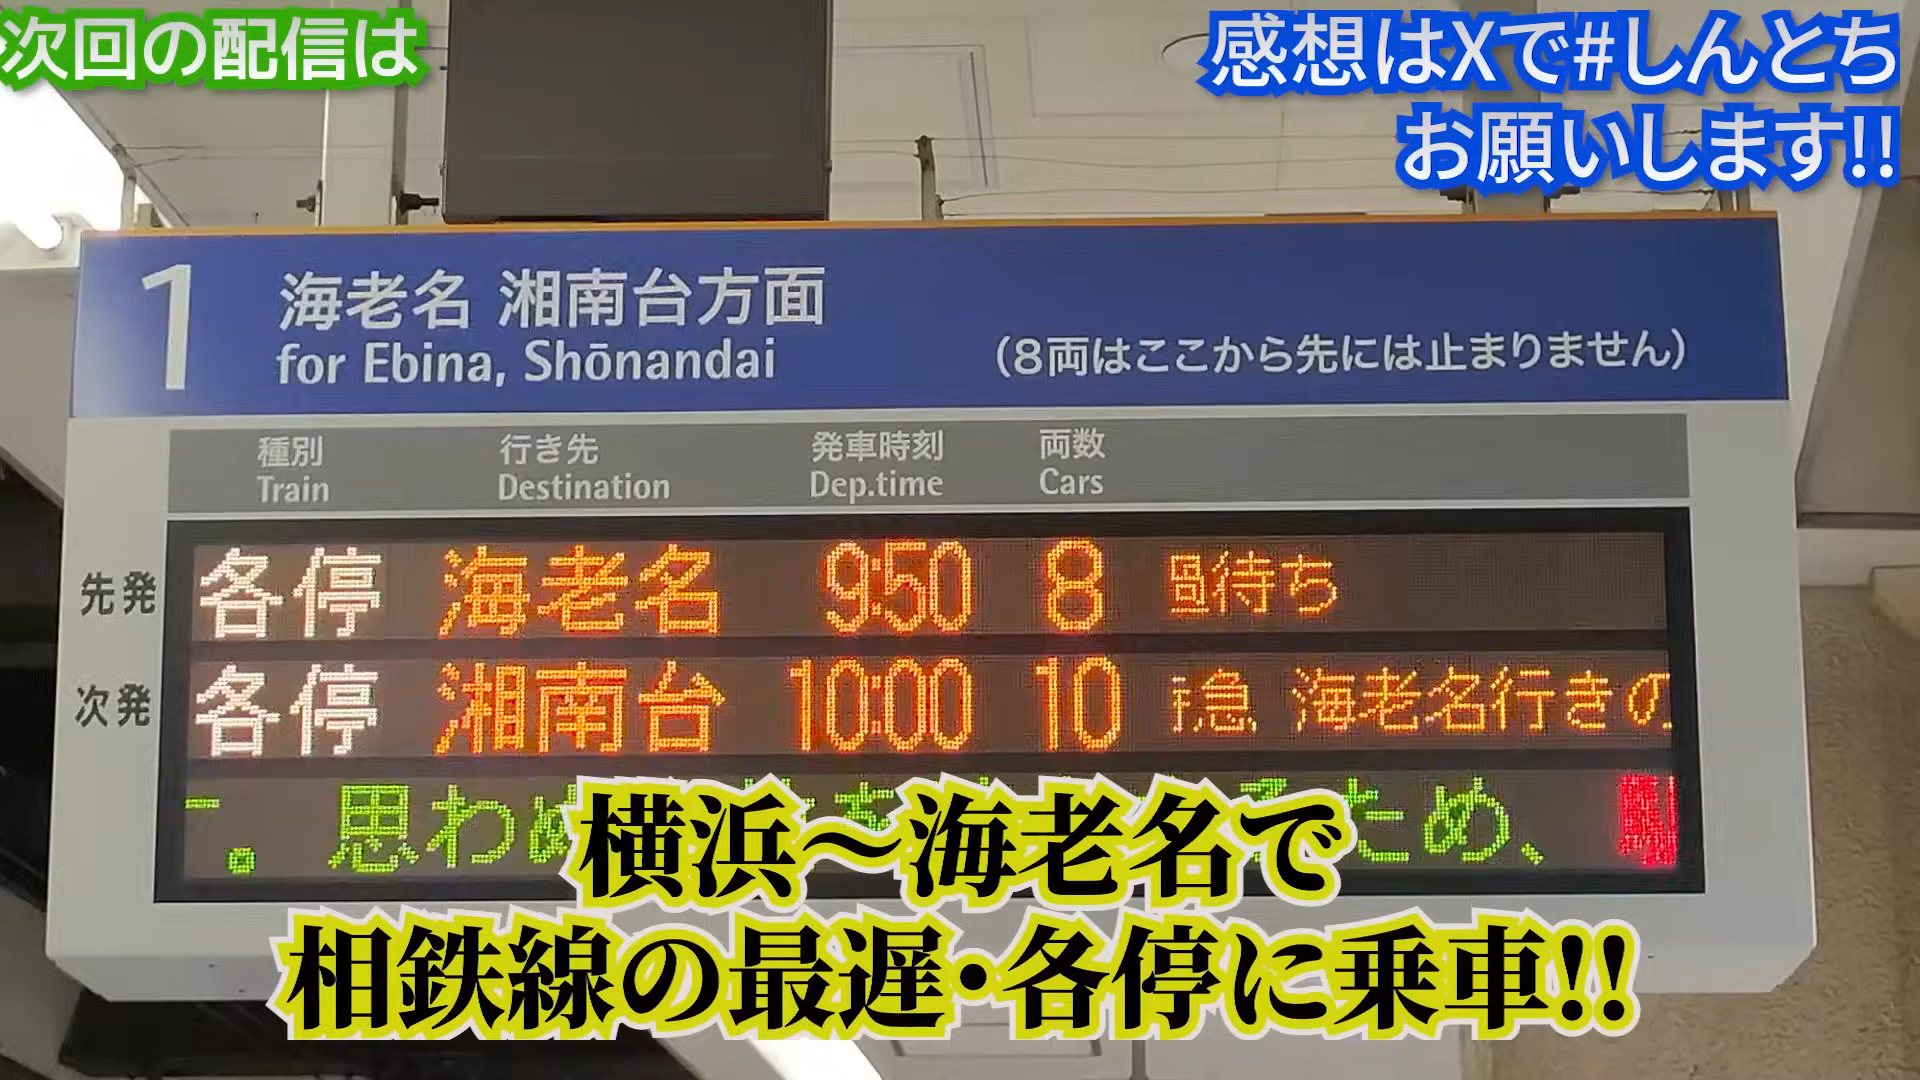 次回の配信は
感想はXで#しんとち
お願いします!!
1 海老名 湘南台方面
for Ebina, Shōnandai
(8両はここから先には止まりません)
種別 行き先 発車時刻 両数
Train Destination Dep.time Cars
先発 各停 海老名 9:50 8 待ち
次発 各停 湘南台 10:00 10 急 海老名行きの
。思わぬ ため、
横浜〜海老名で
相鉄線の最遅・各停に乗車!!